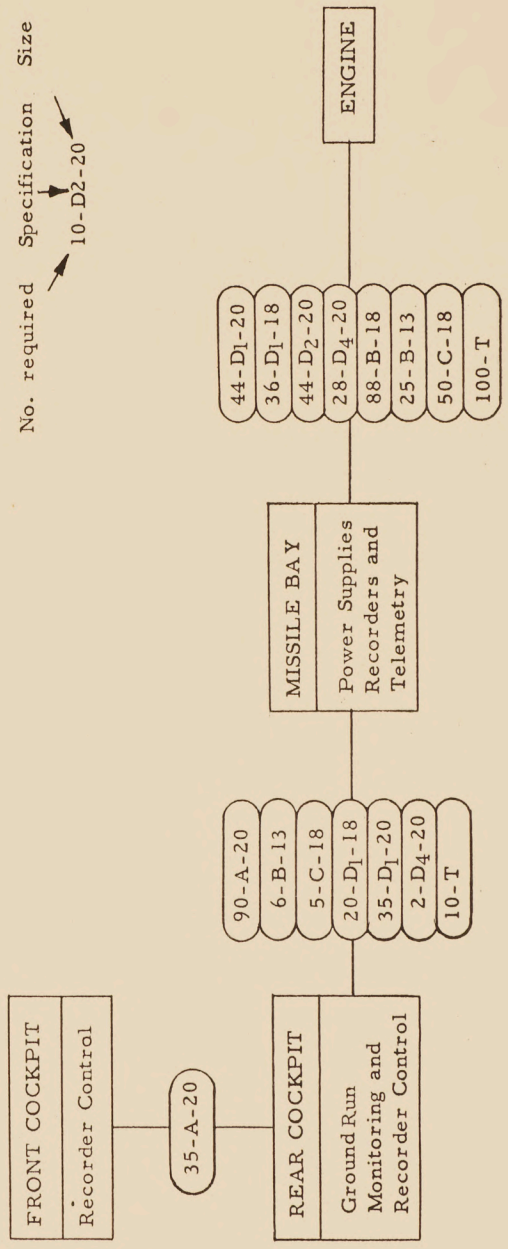 No. required Specification Size
10-D2-20
FRONT COCKPIT
Recorder Control
35-A-20
REAR COCKPIT
Ground Run
Monitoring and
Recorder Control
90-A-20
6-B-13
5-C-18
20-D1-18
35-D1-20
2-D4-20
10-T
MISSILE BAY
Power Supplies
Recorders and
Telemetry
44-D1-20
36-D1-18
44-D2-20
28-D4-20
88-B-18
25-B-13
50-C-18
100-T
ENGINE